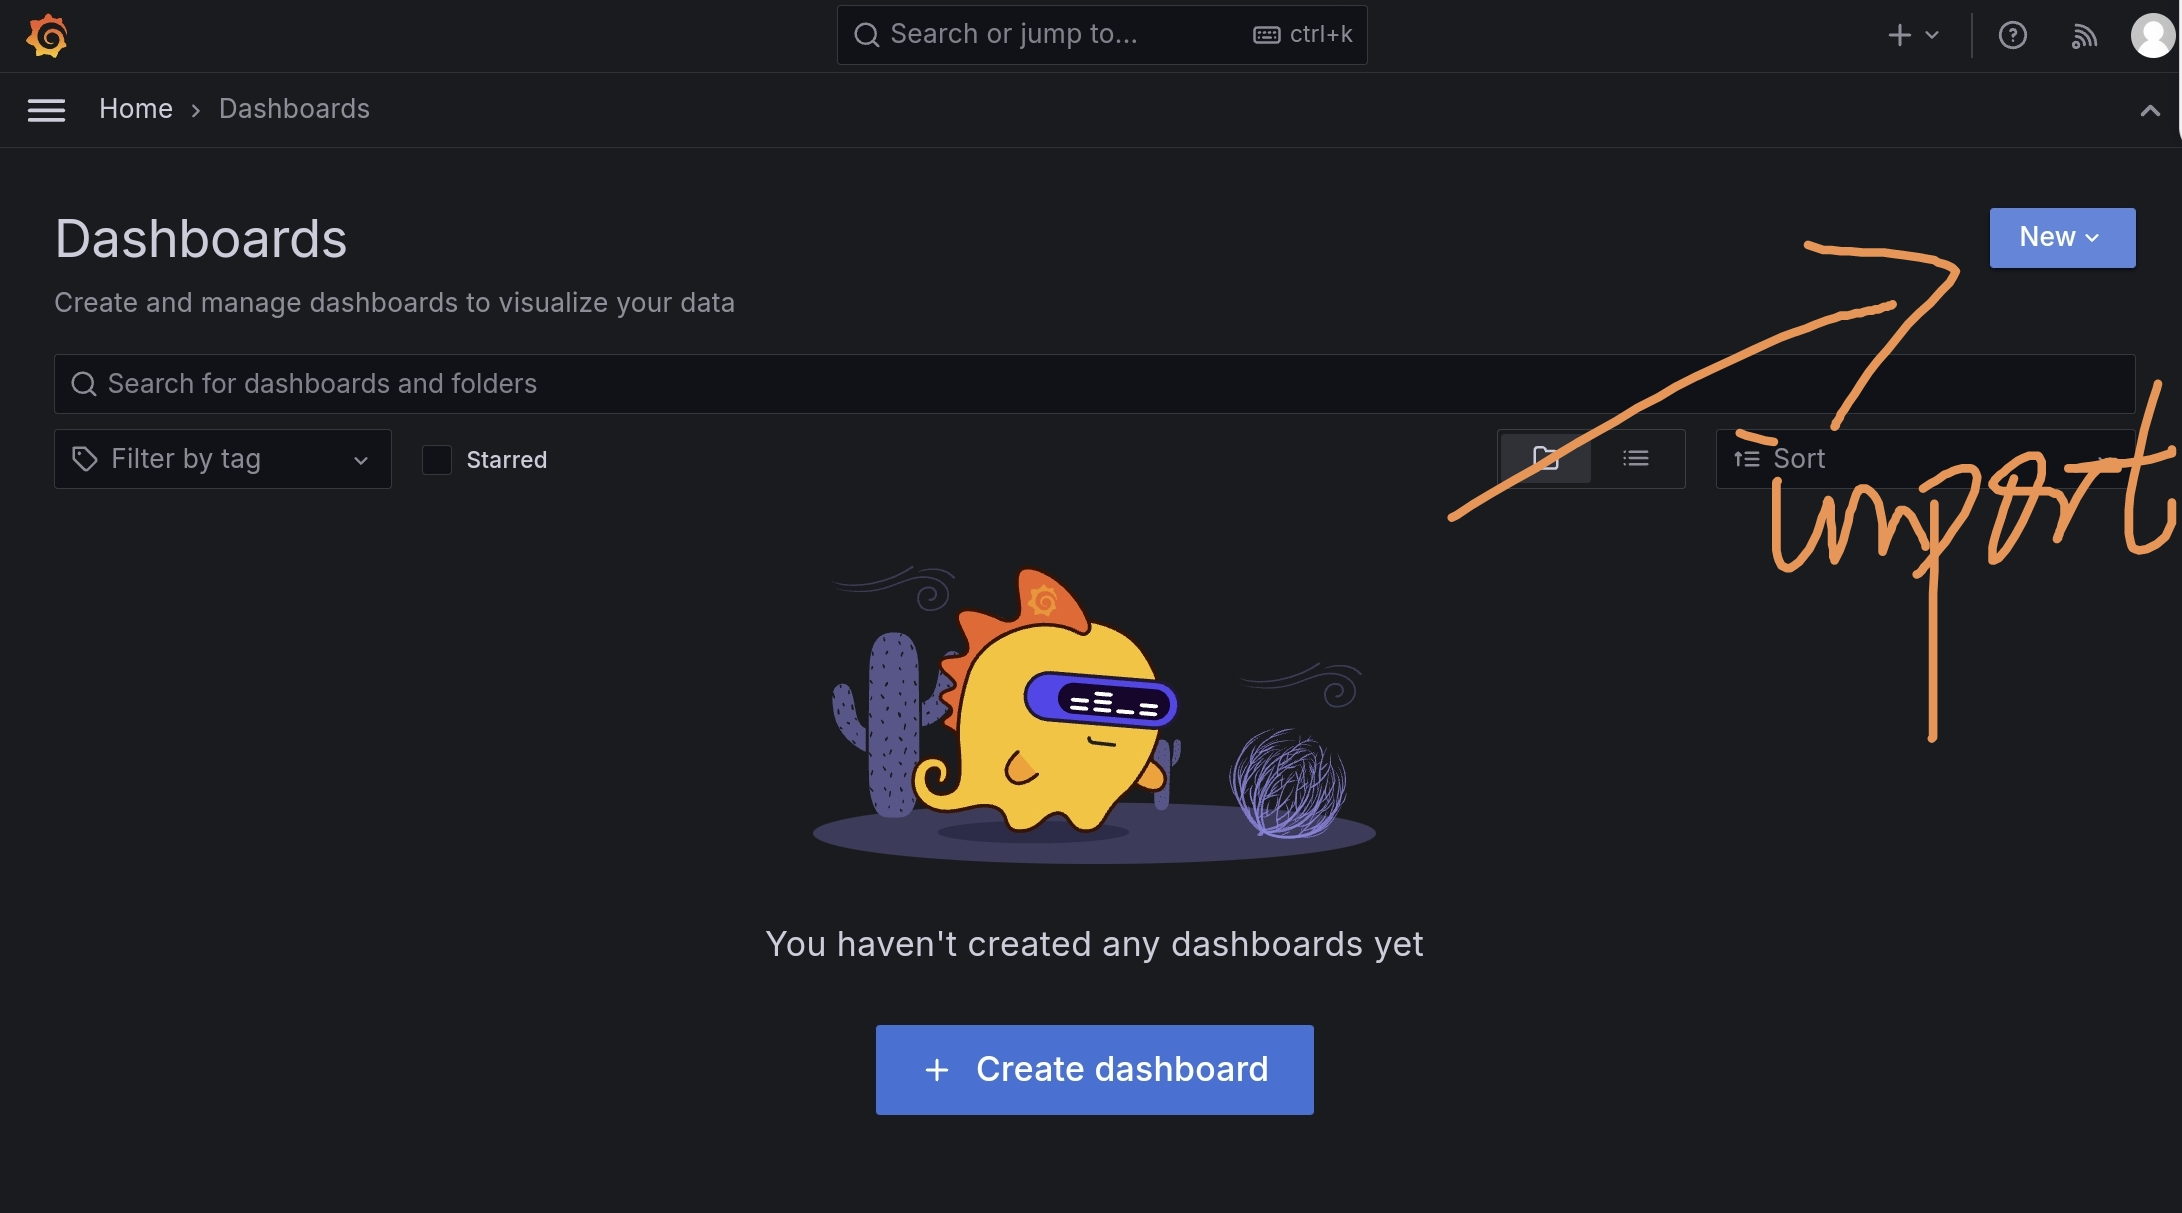 Search or jump to...
ctrl+k
Home › Dashboards
Dashboards
New
Create and manage dashboards to visualize your data
Search for dashboards and folders
Filter by tag
Starred
Sort
import
You haven't created any dashboards yet
+ Create dashboard